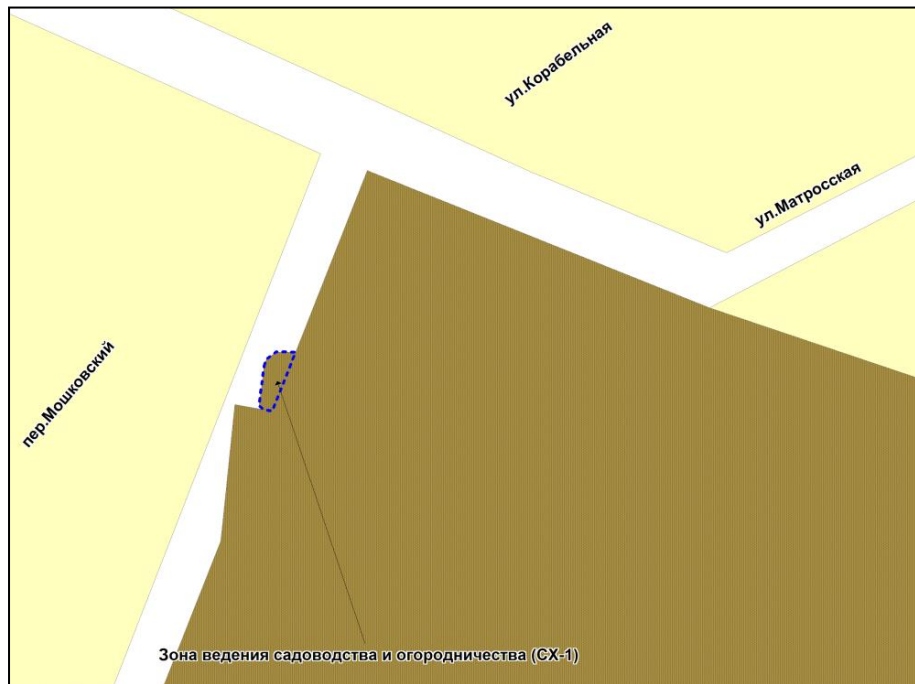 ул.Корабельная
ул.Матросская
пер.Мошковский
Зона ведения садоводства и огородничества (СХ-1)